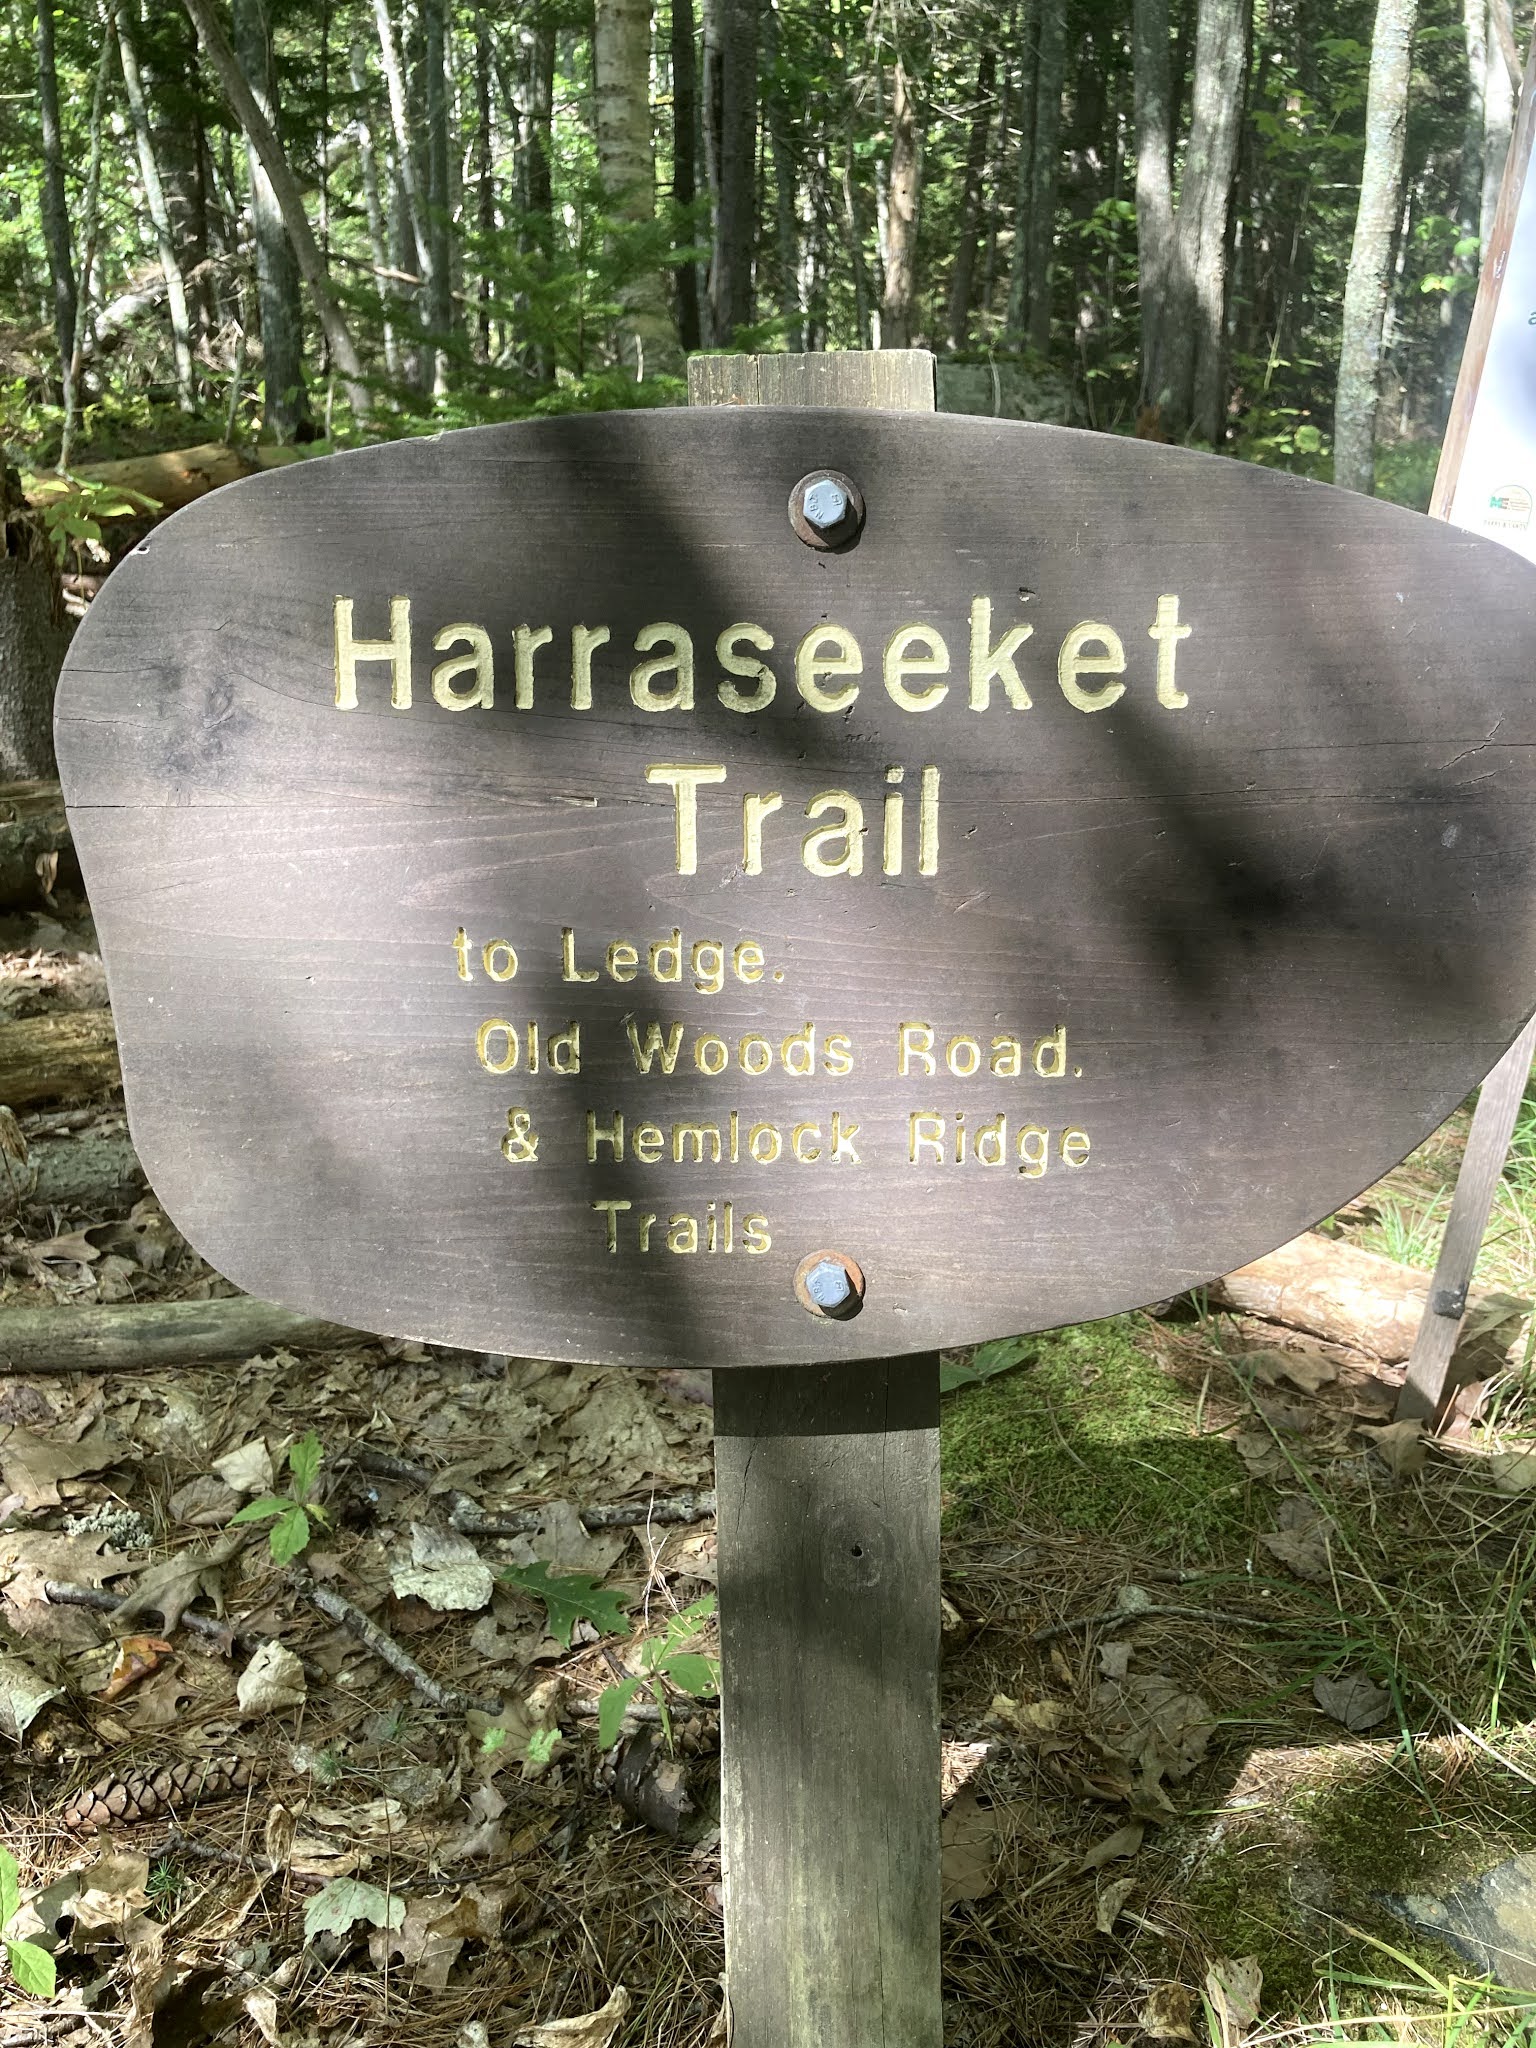 Harraseeket
Trail
to Ledge.
Old Woods Road.
& Hemlock Ridge
Trails